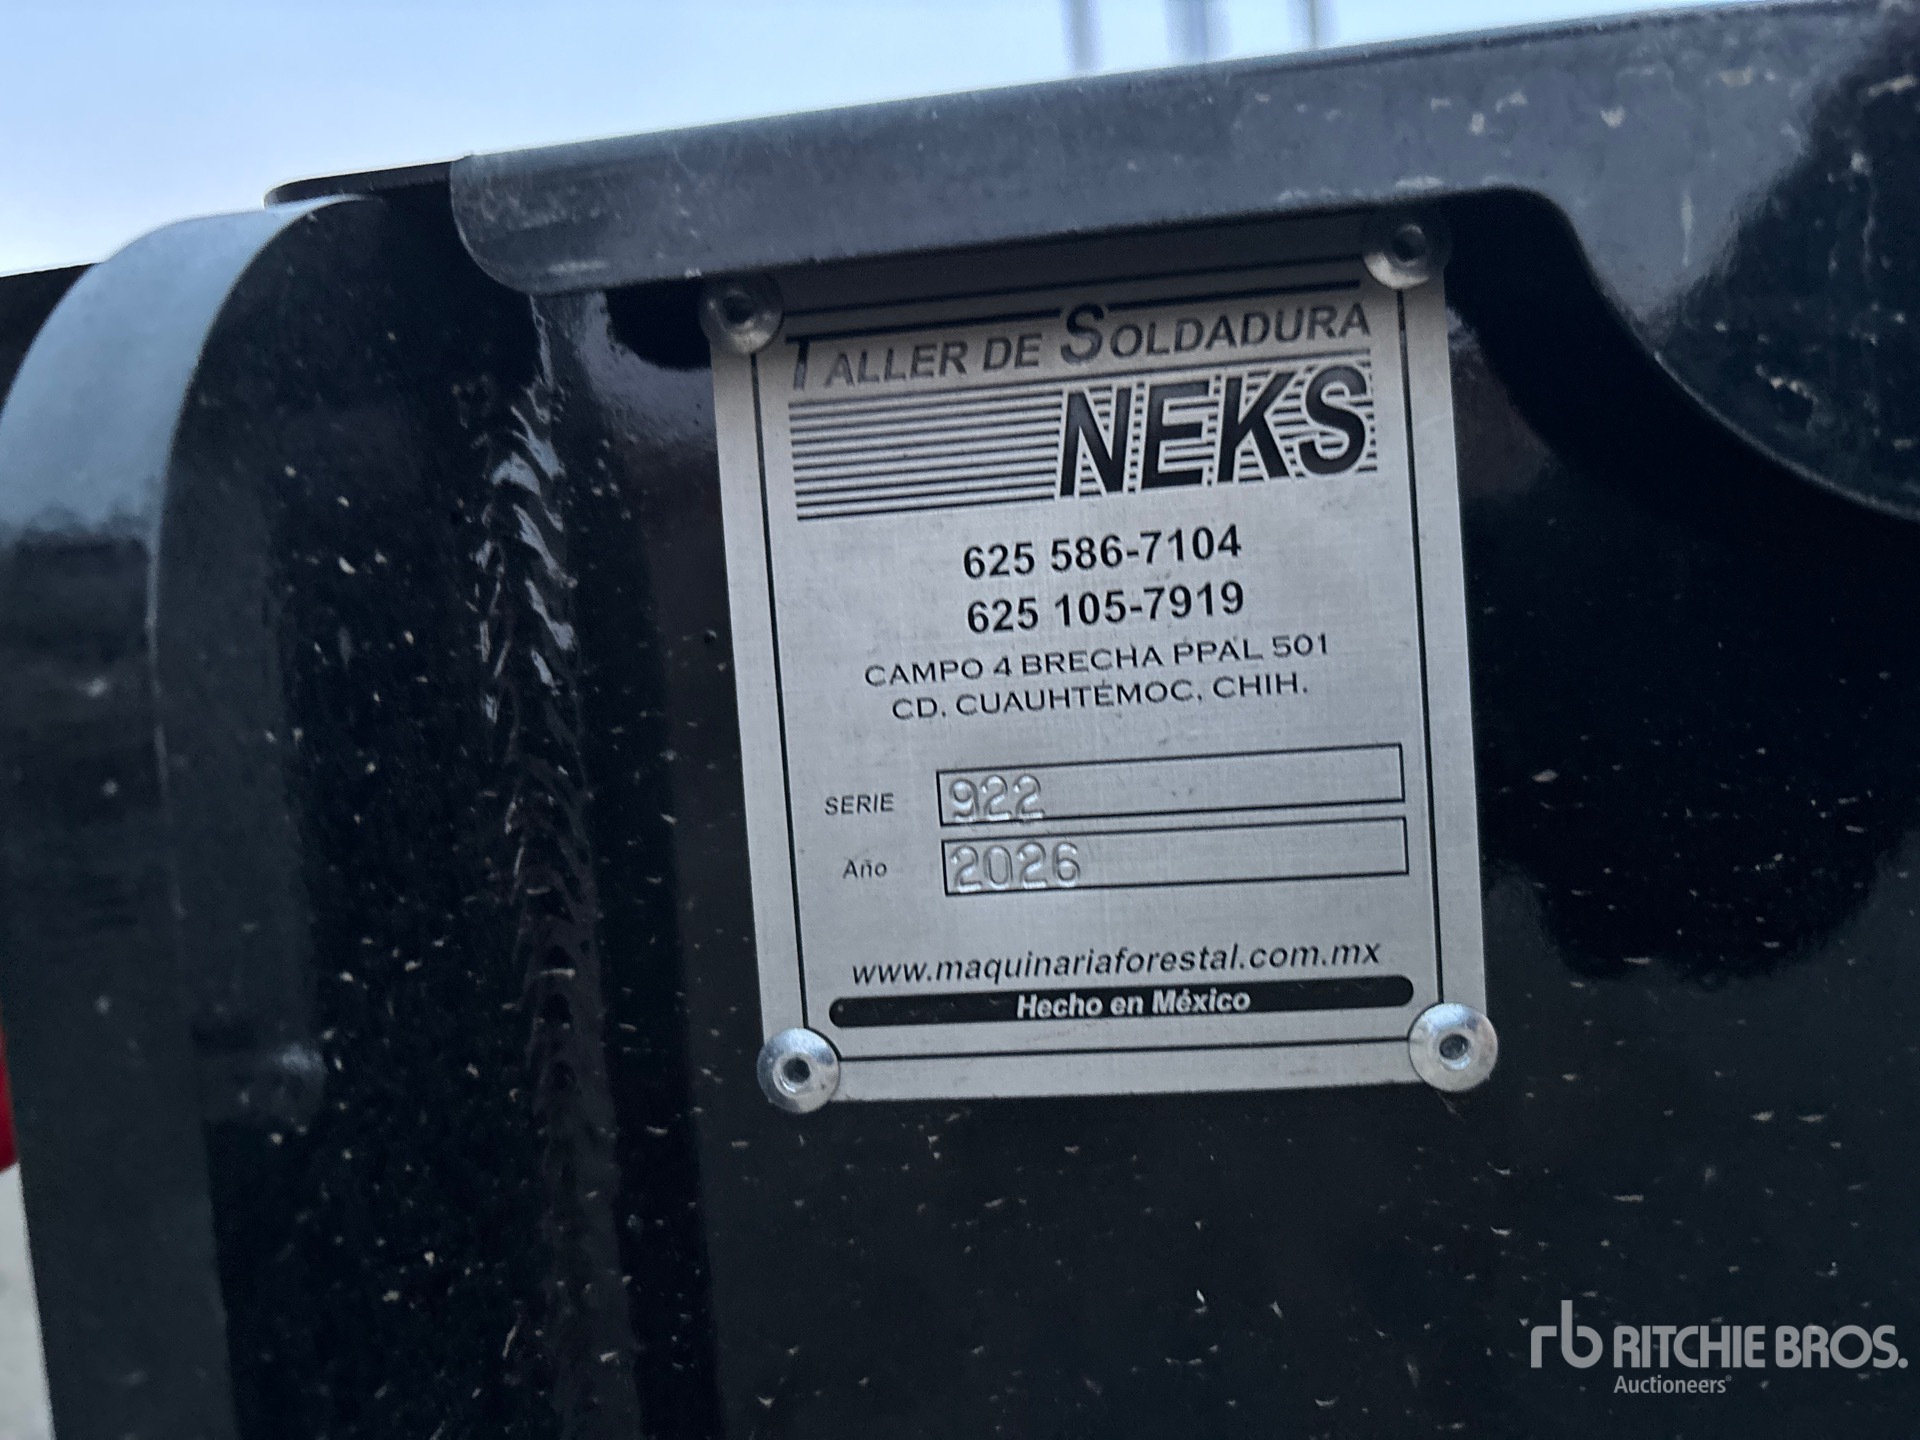 TALLER DE SOLDADURA
NEKS
625 586-7104
625 105-7919
CAMPO 4 BRECHA PPAL 501
CD. CUAUHTÉMOC, CHIH.
SERIE 922
Año 2026
www.maquinariaforestal.com.mx
Hecho en México
rb RITCHIE BROS.
Auctioneers